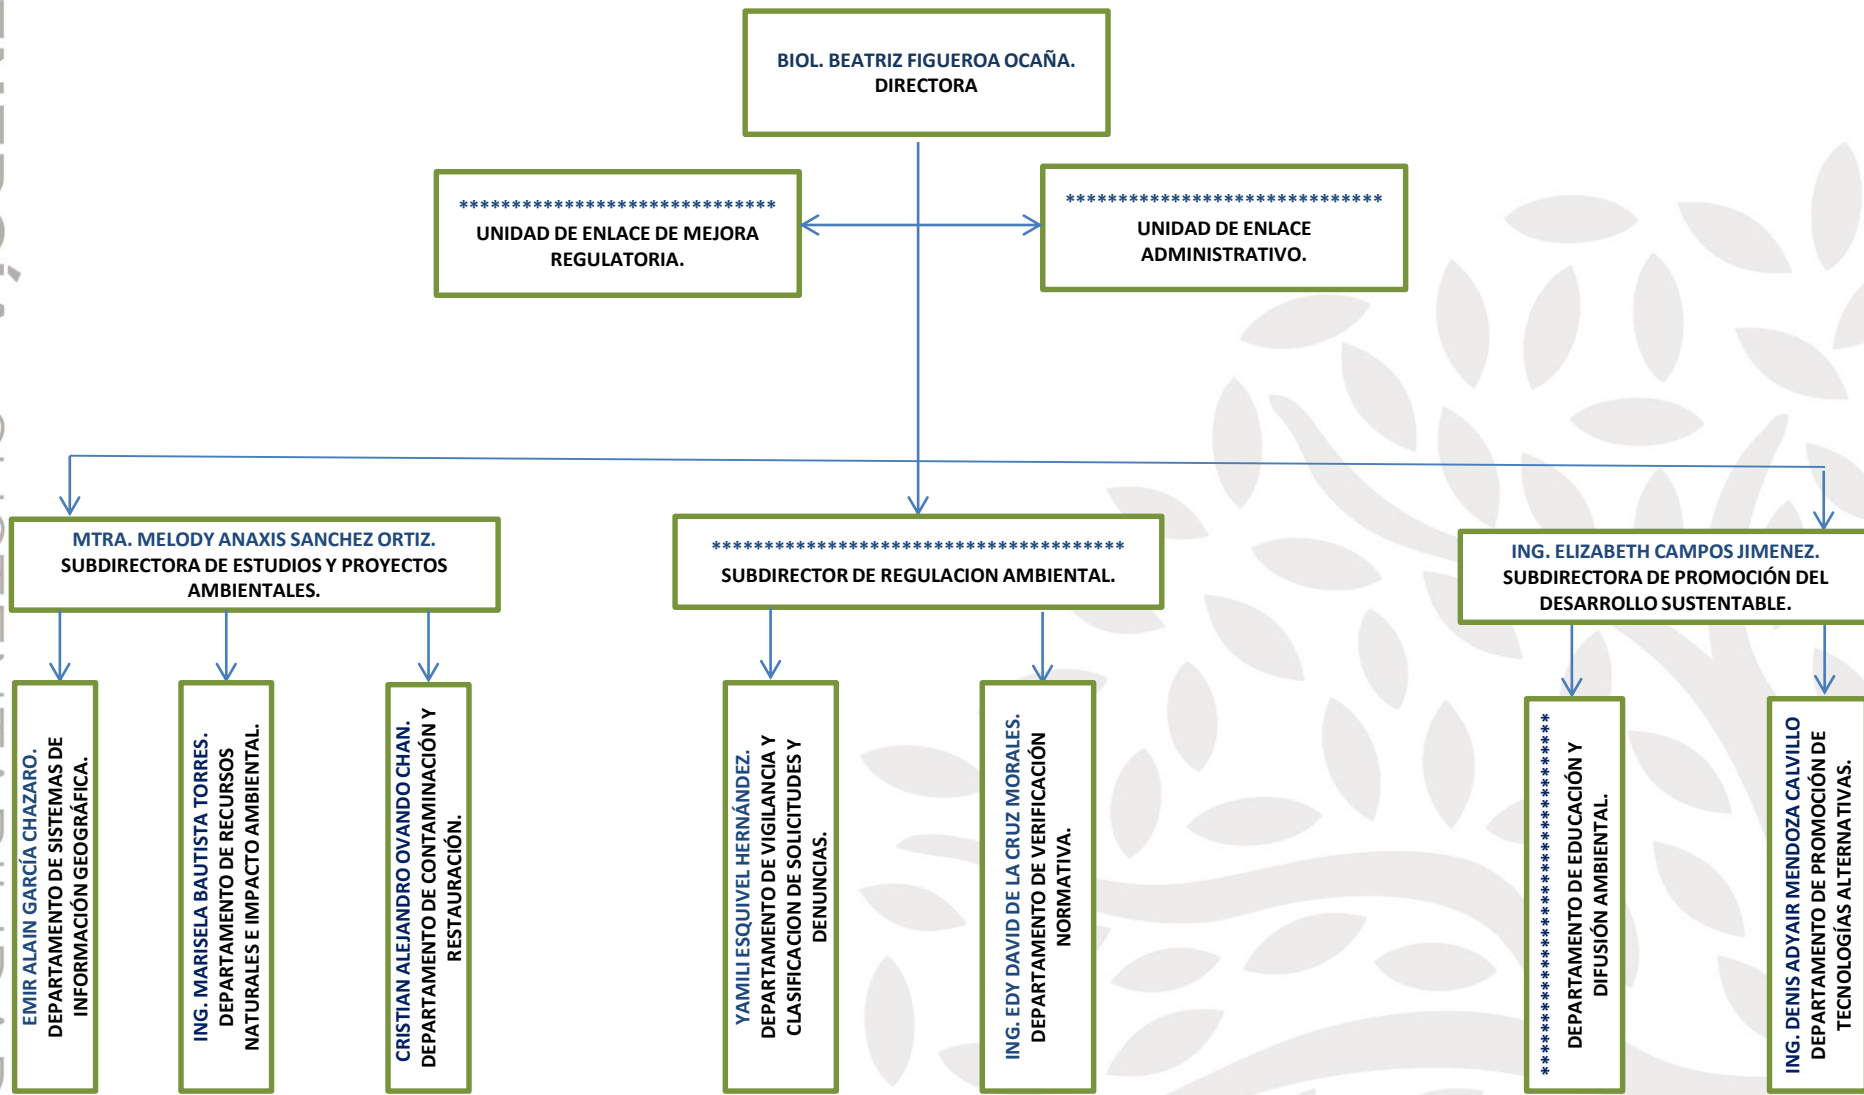 BIOL. BEATRIZ FIGUEROA OCAÑA.
DIRECTORA
******************************
UNIDAD DE ENLACE DE MEJORA
REGULATORIA.
******************************
UNIDAD DE ENLACE
ADMINISTRATIVO.
MTRA. MELODY ANAXIS SANCHEZ ORTIZ.
SUBDIRECTORA DE ESTUDIOS Y PROYECTOS
AMBIENTALES.
***************************************
SUBDIRECTOR DE REGULACION AMBIENTAL.
ING. ELIZABETH CAMPOS JIMENEZ.
SUBDIRECTORA DE PROMOCIÓN DEL
DESARROLLO SUSTENTABLE.
EMIR ALAIN GARCÍA CHAZARO.
DEPARTAMENTO DE SISTEMAS DE
INFORMACIÓN GEOGRÁFICA.
ING. MARISELA BAUTISTA TORRES.
DEPARTAMENTO DE RECURSOS
NATURALES E IMPACTO AMBIENTAL.
CRISTIAN ALEJANDRO OVANDO CHAN.
DEPARTAMENTO DE CONTAMINACIÓN Y
RESTAURACIÓN.
YAMILI ESQUIVEL HERNÁNDEZ.
DEPARTAMENTO DE VIGILANCIA Y
CLASIFICACION DE SOLICITUDES Y
DENUNCIAS.
ING. EDY DAVID DE LA CRUZ MORALES.
DEPARTAMENTO DE VERIFICACIÓN
NORMATIVA.
**********************************
DEPARTAMENTO DE EDUCACIÓN Y
DIFUSIÓN AMBIENTAL.
ING. DENIS ADYAIR MENDOZA CALVILLO
DEPARTAMENTO DE PROMOCIÓN DE
TECNOLOGÍAS ALTERNATIVAS.